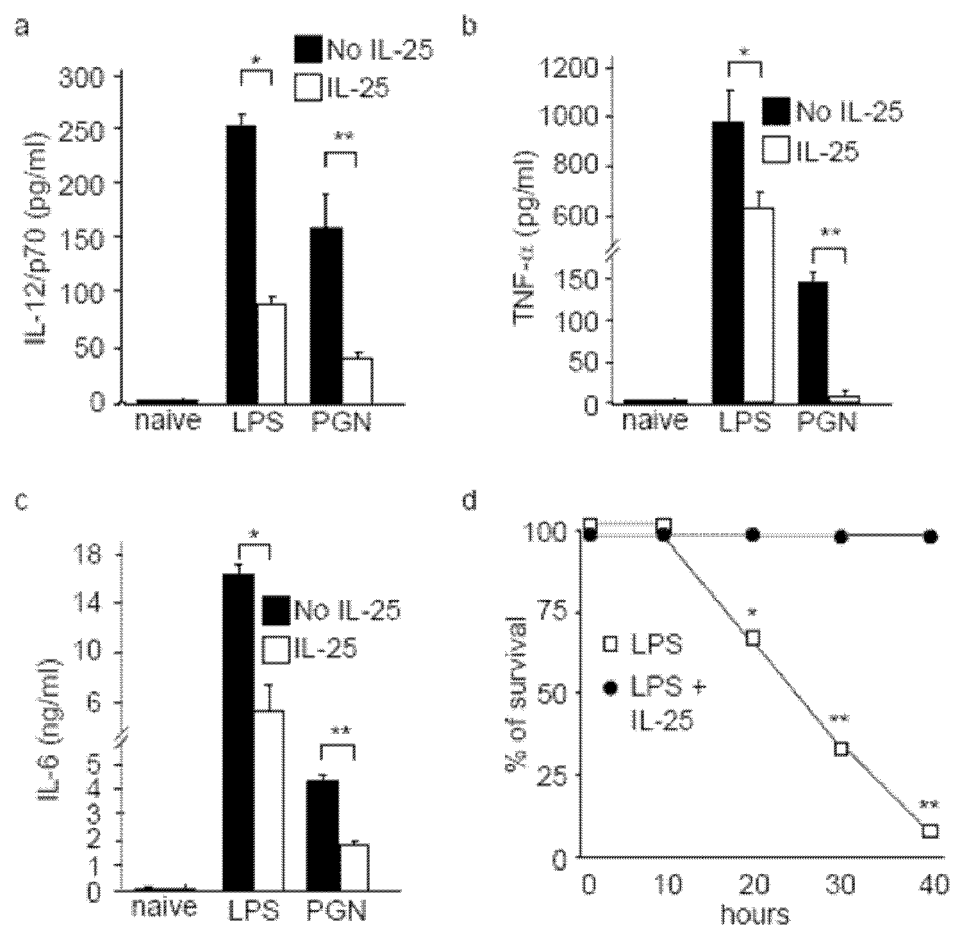 a
No IL-25
IL-25
*
**
IL-12/p70 (pg/ml)
300
250
200
150
100
50
0
naive LPS PGN
b
No IL-25
IL-25
*
**
TNF-α (pg/ml)
1200
1000
800
600
150
100
50
0
naive LPS PGN
c
No IL-25
IL-25
*
**
IL-6 (ng/ml)
18
14
10
6
5
4
3
2
1
0
naive LPS PGN
d
% of survival
100
75
50
25
0
LPS
LPS +
IL-25
*
**
**
0 10 20 30 40
hours